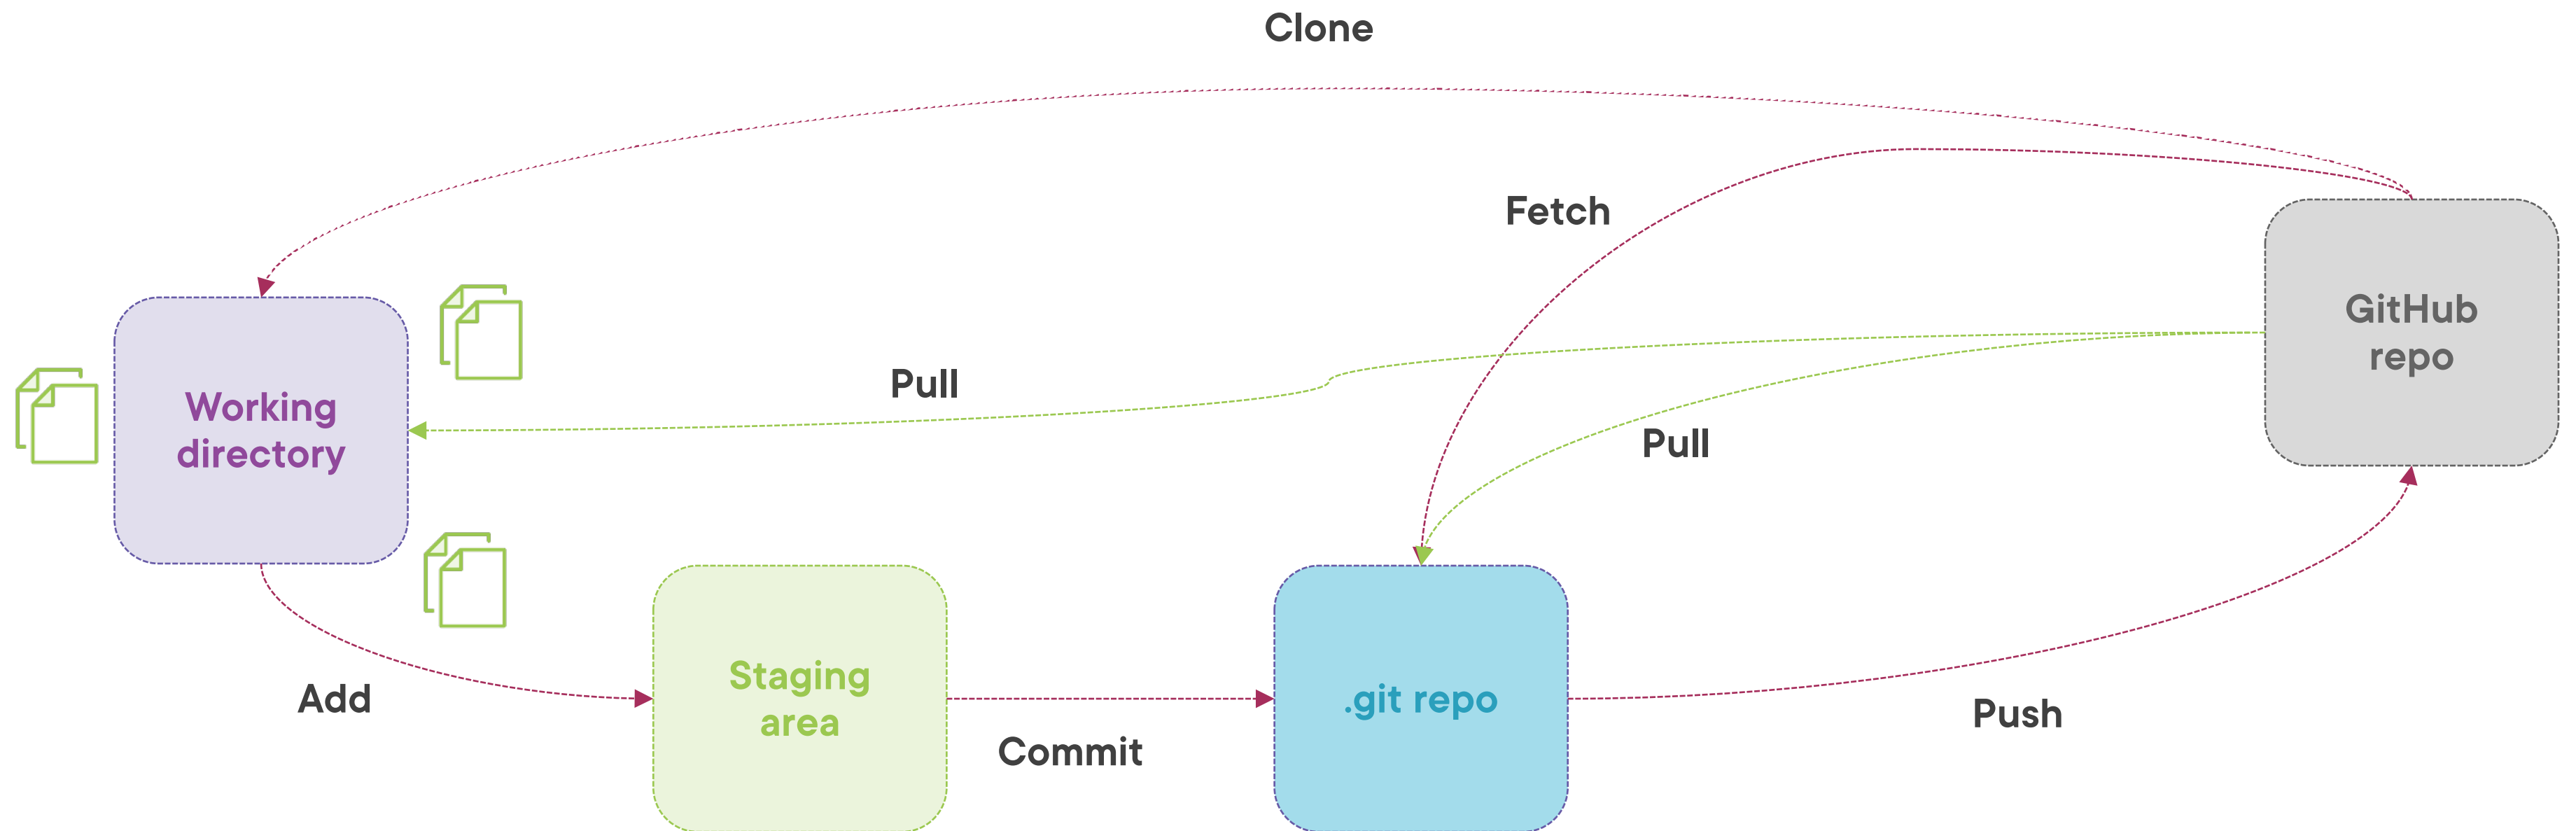 Clone
Fetch
GitHub
repo
Pull
Working
directory
Pull
Add
Staging
area
.git repo
Commit
Push